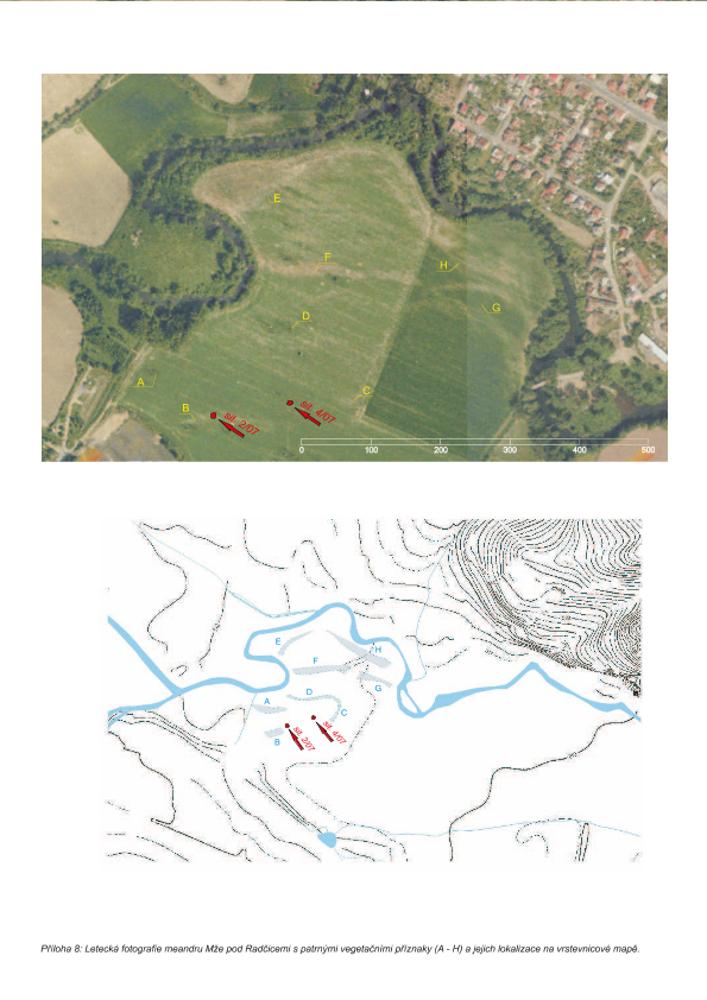 E
F
H
D
G
A
C
B
sit. 2/07
sit. 4/07
0 100 200 300 400 500
E
H
F
G
D
A
C
B
sit. 2/07
sit. 4/07
Příloha 8: Letecká fotografie meandru Mže pod Radčicemi s patrnými vegetačními příznaky (A - H) a jejich lokalizace na vrstevnicové mapě.